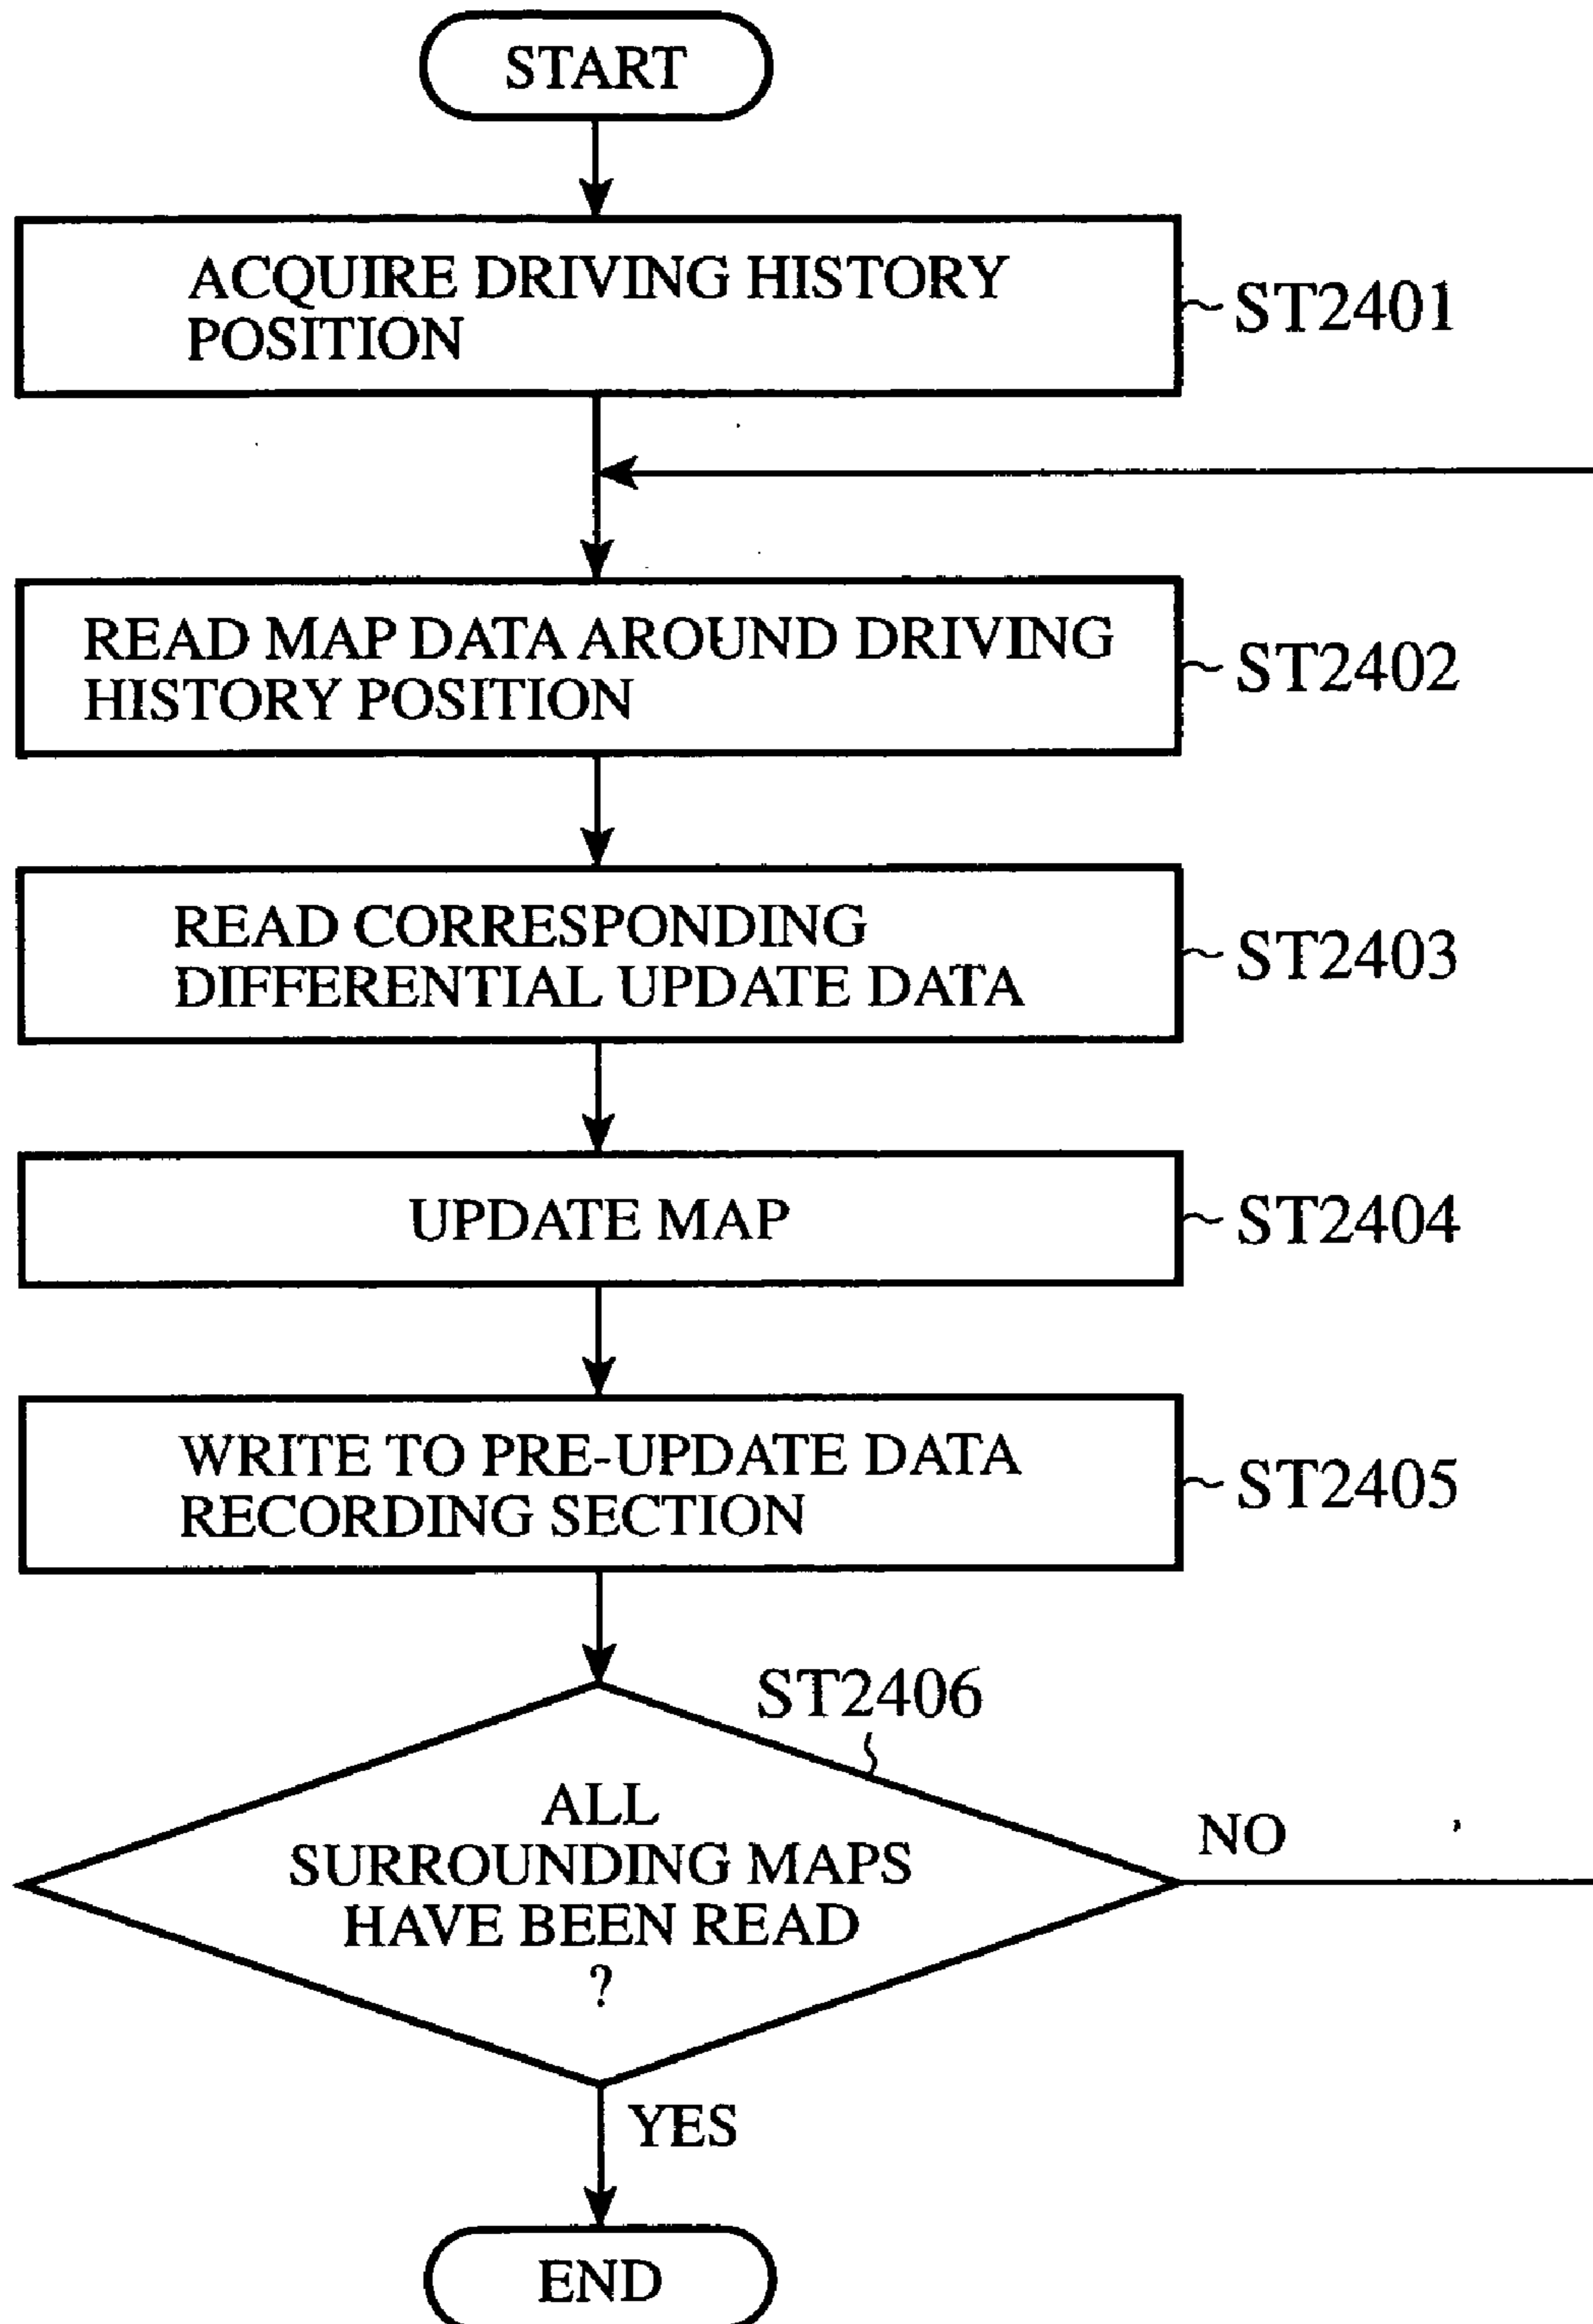 START
ACQUIRE DRIVING HISTORY
POSITION
ST2401
READ MAP DATA AROUND DRIVING
HISTORY POSITION
ST2402
READ CORRESPONDING
DIFFERENTIAL UPDATE DATA
ST2403
UPDATE MAP
ST2404
WRITE TO PRE-UPDATE DATA
RECORDING SECTION
ST2405
ST2406
ALL
SURROUNDING MAPS
HAVE BEEN READ
?
NO
YES
END